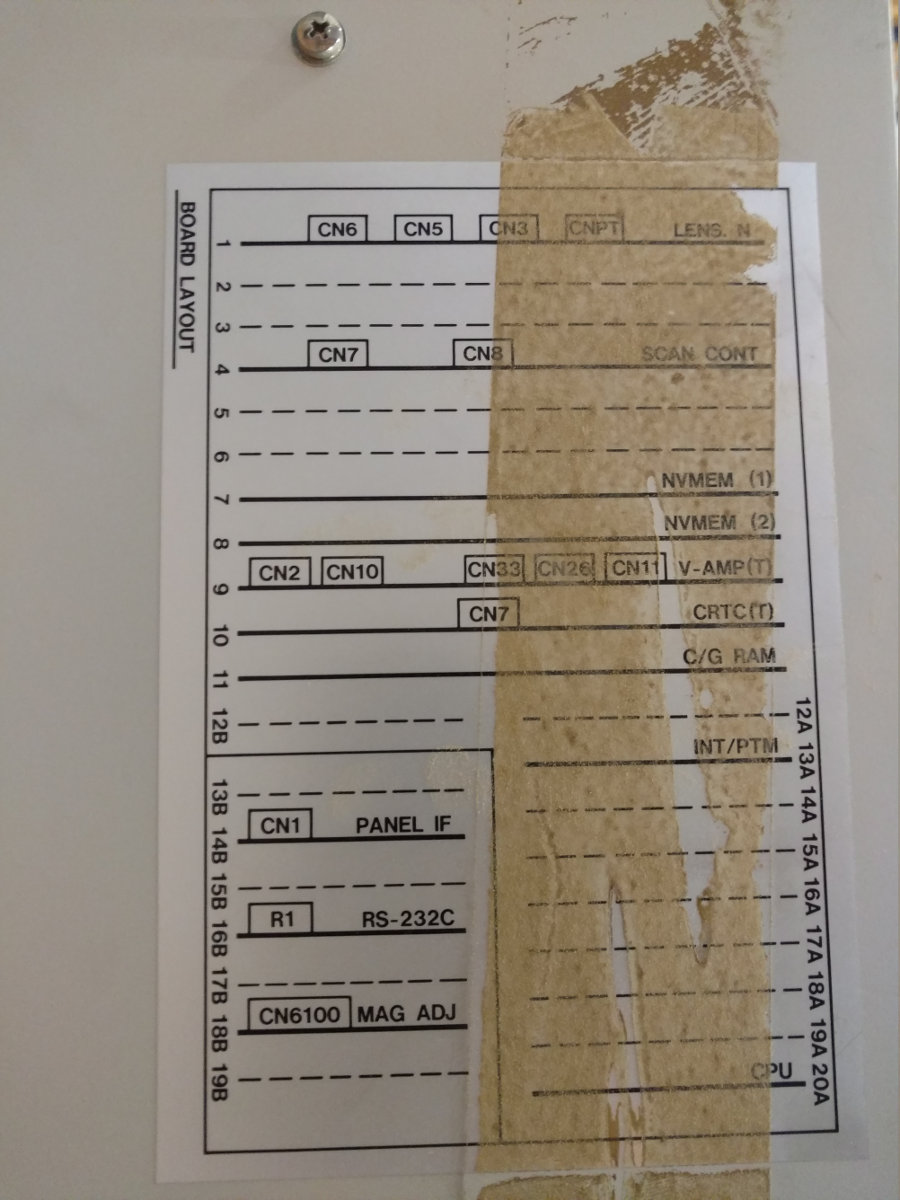 BOARD LAYOUT
1 CN6 CN5 CN3 CNPT LENS. N
2
3
4 CN7 CN8 SCAN CONT
5
6
7 NVMEM (1)
8 NVMEM (2)
9 CN2 CN10 CN33 CN26 CN11 V-AMP(T)
10 CN7 CRTC(T)
11 C/G RAM
12B 12A
13A INT/PTM
13B 14A
14B CN1 PANEL IF 15A
15B 16A
16B R1 RS-232C 17A
17B 18A
18B CN6100 MAG ADJ 19A
19B 20A CPU